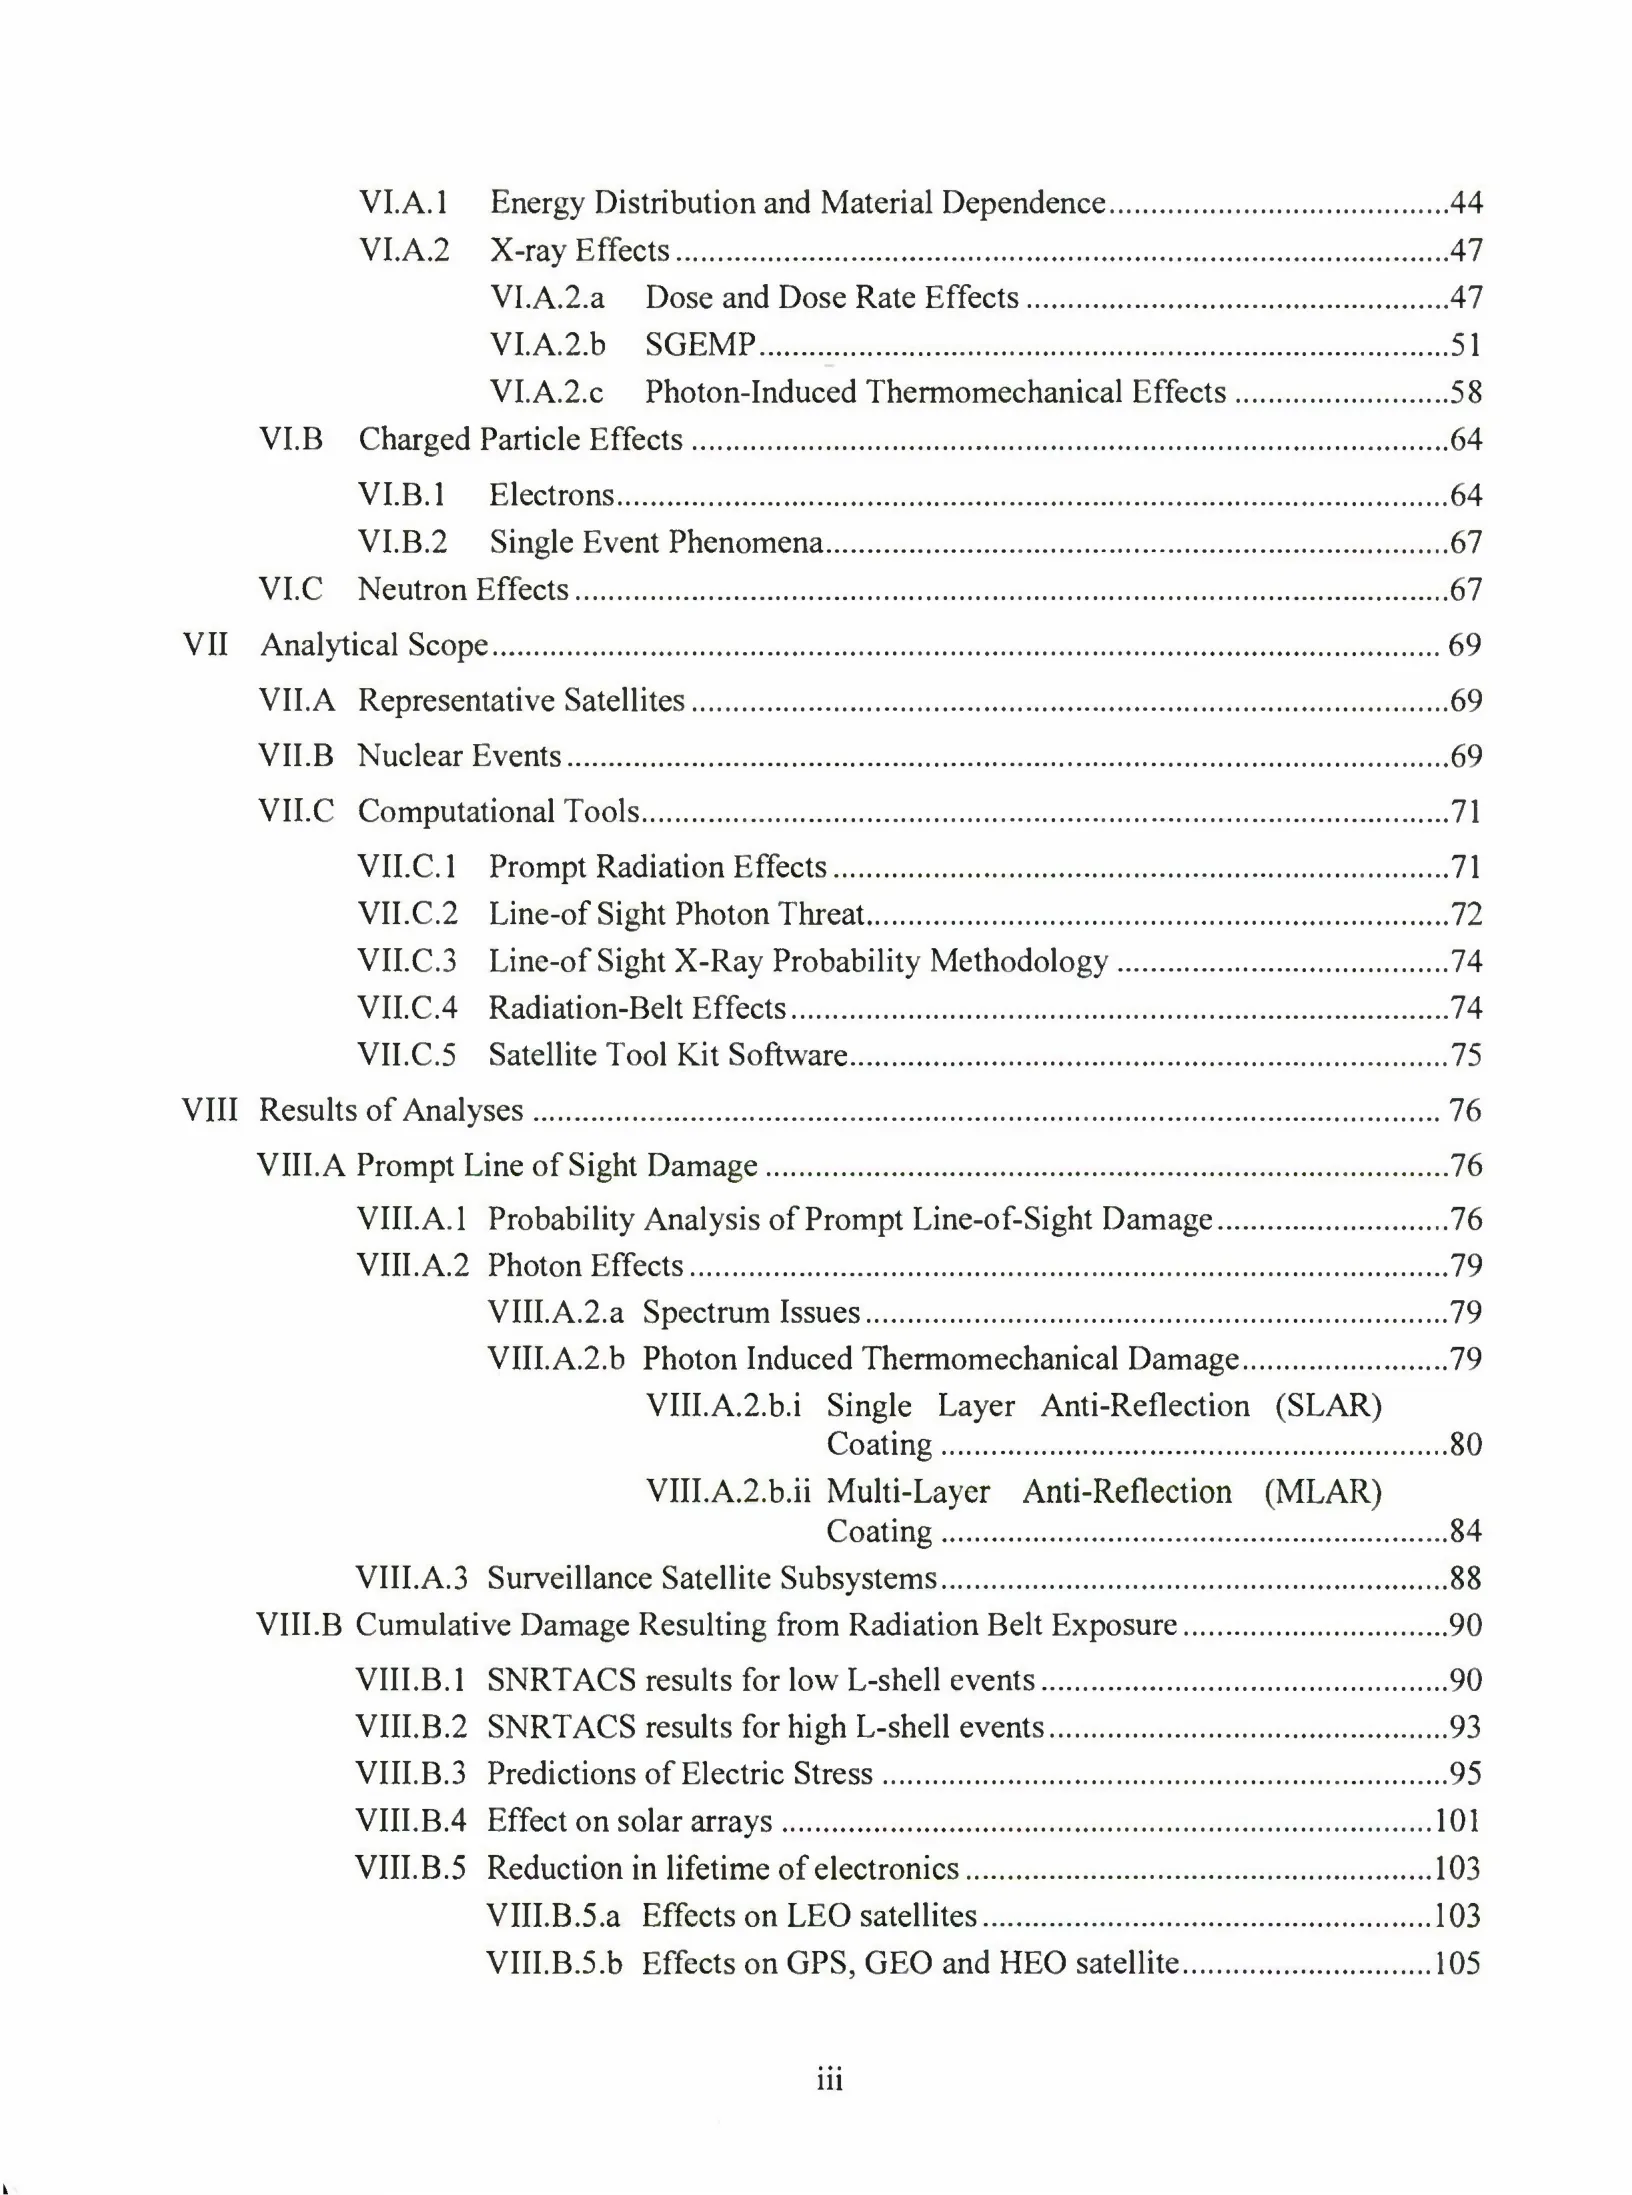 VI.A.1 Energy Distribution and Material Dependence.........................................44
VI.A.2 X-ray Effects.............................................................................................47
VI.A.2.a Dose and Dose Rate Effects...................................................47
VI.A.2.b SGEMP...................................................................................51
VI.A.2.c Photon-Induced Thermomechanical Effects..........................58
VI.B Charged Particle Effects...........................................................................................64
VI.B.1 Electrons....................................................................................................64
VI.B.2 Single Event Phenomena...........................................................................67
VI.C Neutron Effects.........................................................................................................67
VII Analytical Scope.................................................................................................................. 69
VII.A Representative Satellites...........................................................................................69
VII.B Nuclear Events..........................................................................................................69
VII.C Computational Tools.................................................................................................71
VII.C.1 Prompt Radiation Effects..........................................................................71
VII.C.2 Line-of Sight Photon Threat......................................................................72
VII.C.3 Line-of Sight X-Ray Probability Methodology........................................74
VII.C.4 Radiation-Belt Effects...............................................................................74
VII.C.5 Satellite Tool Kit Software........................................................................75
VIII Results of Analyses............................................................................................................. 76
VIII.A Prompt Line of Sight Damage..................................................................................76
VIII.A.1 Probability Analysis of Prompt Line-of-Sight Damage............................76
VIII.A.2 Photon Effects...........................................................................................79
VIII.A.2.a Spectrum Issues......................................................................79
VIII.A.2.b Photon Induced Thermomechanical Damage.........................79
VIII.A.2.b.i Single Layer Anti-Reflection (SLAR)
Coating.............................................................80
VIII.A.2.b.ii Multi-Layer Anti-Reflection (MLAR)
Coating.............................................................84
VIII.A.3 Surveillance Satellite Subsystems.............................................................88
VIII.B Cumulative Damage Resulting from Radiation Belt Exposure................................90
VIII.B.1 SNRTACS results for low L-shell events.................................................90
VIII.B.2 SNRTACS results for high L-shell events................................................93
VIII.B.3 Predictions of Electric Stress....................................................................95
VIII.B.4 Effect on solar arrays..............................................................................101
VIII.B.5 Reduction in lifetime of electronics........................................................103
VIII.B.5.a Effects on LEO satellites......................................................103
VIII.B.5.b Effects on GPS, GEO and HEO satellite..............................105
iii